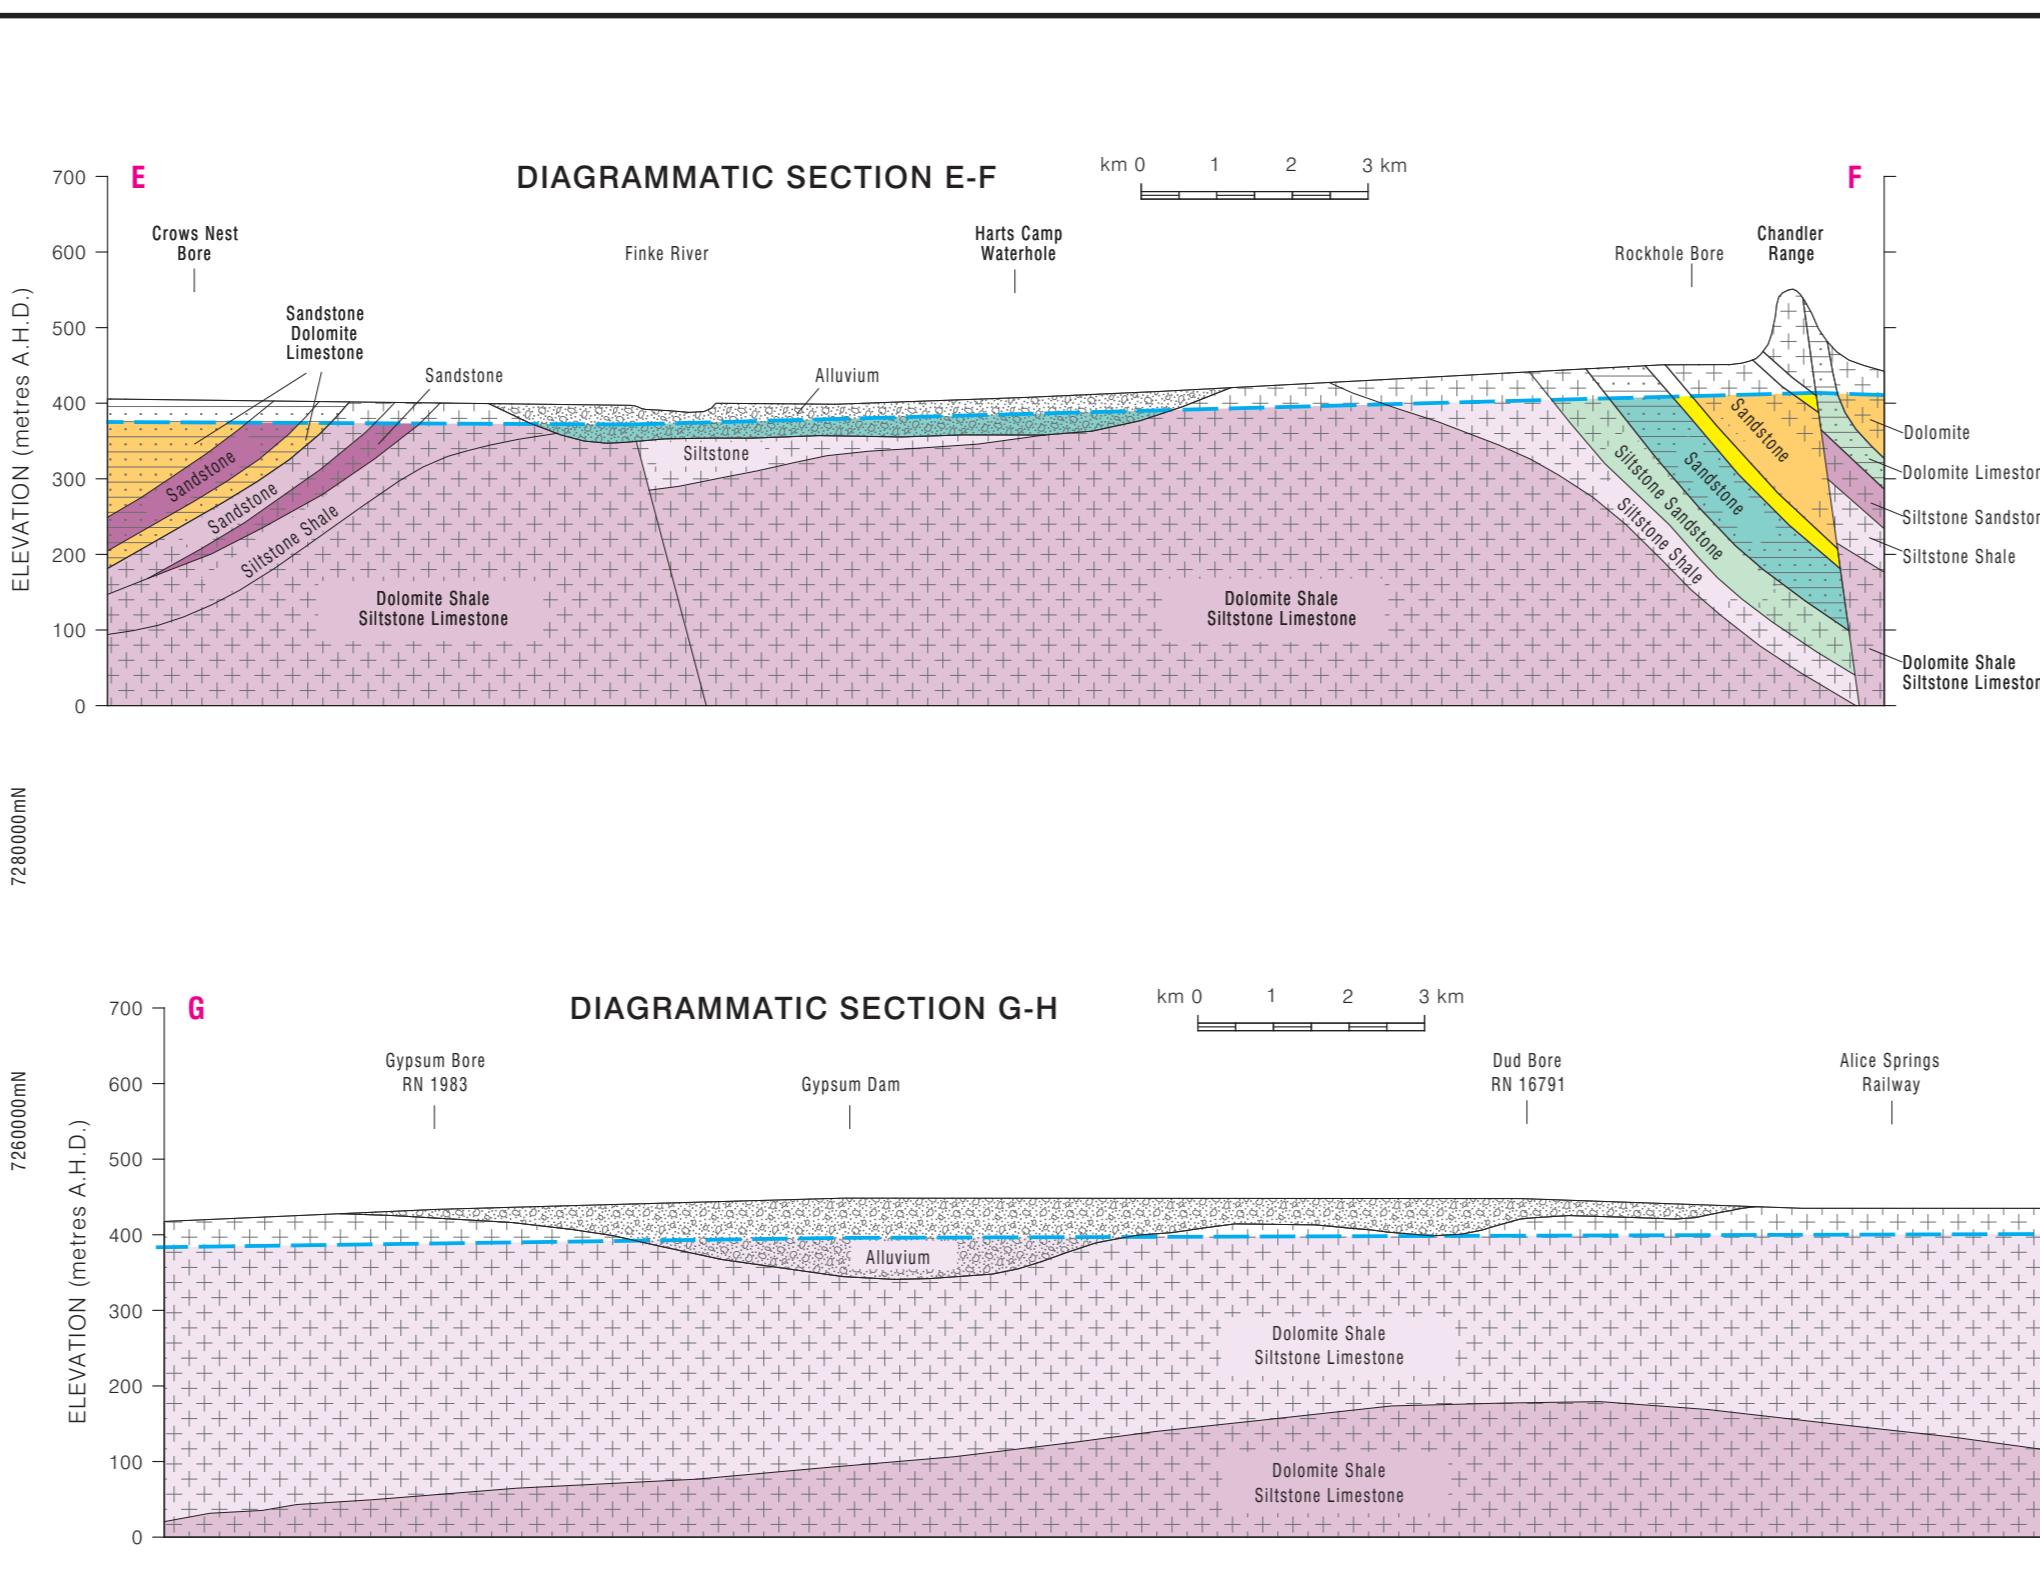 DIAGRAMMATIC SECTION E-F
km 0 1 2 3 km
E
F
700
600
500
400
300
200
100
0
ELEVATION (metres A.H.D.)
Crows Nest
Bore
Finke River
Harts Camp
Waterhole
Rockhole Bore
Chandler
Range
Sandstone
Dolomite
Limestone
Sandstone
Alluvium
Sandstone
Sandstone
Siltstone Shale
Siltstone
Dolomite Shale
Siltstone Limestone
Dolomite Shale
Siltstone Limestone
Siltstone Shale
Siltstone Sandstone
Sandstone
Sandstone
Dolomite
Dolomite Limeston
Siltstone Sandston
Siltstone Shale
Dolomite Shale
Siltstone Limeston
7280000mN
7260000mN
DIAGRAMMATIC SECTION G-H
km 0 1 2 3 km
G
700
600
500
400
300
200
100
0
ELEVATION (metres A.H.D.)
Gypsum Bore
RN 1983
Gypsum Dam
Dud Bore
RN 16791
Alice Springs
Railway
Alluvium
Dolomite Shale
Siltstone Limestone
Dolomite Shale
Siltstone Limestone